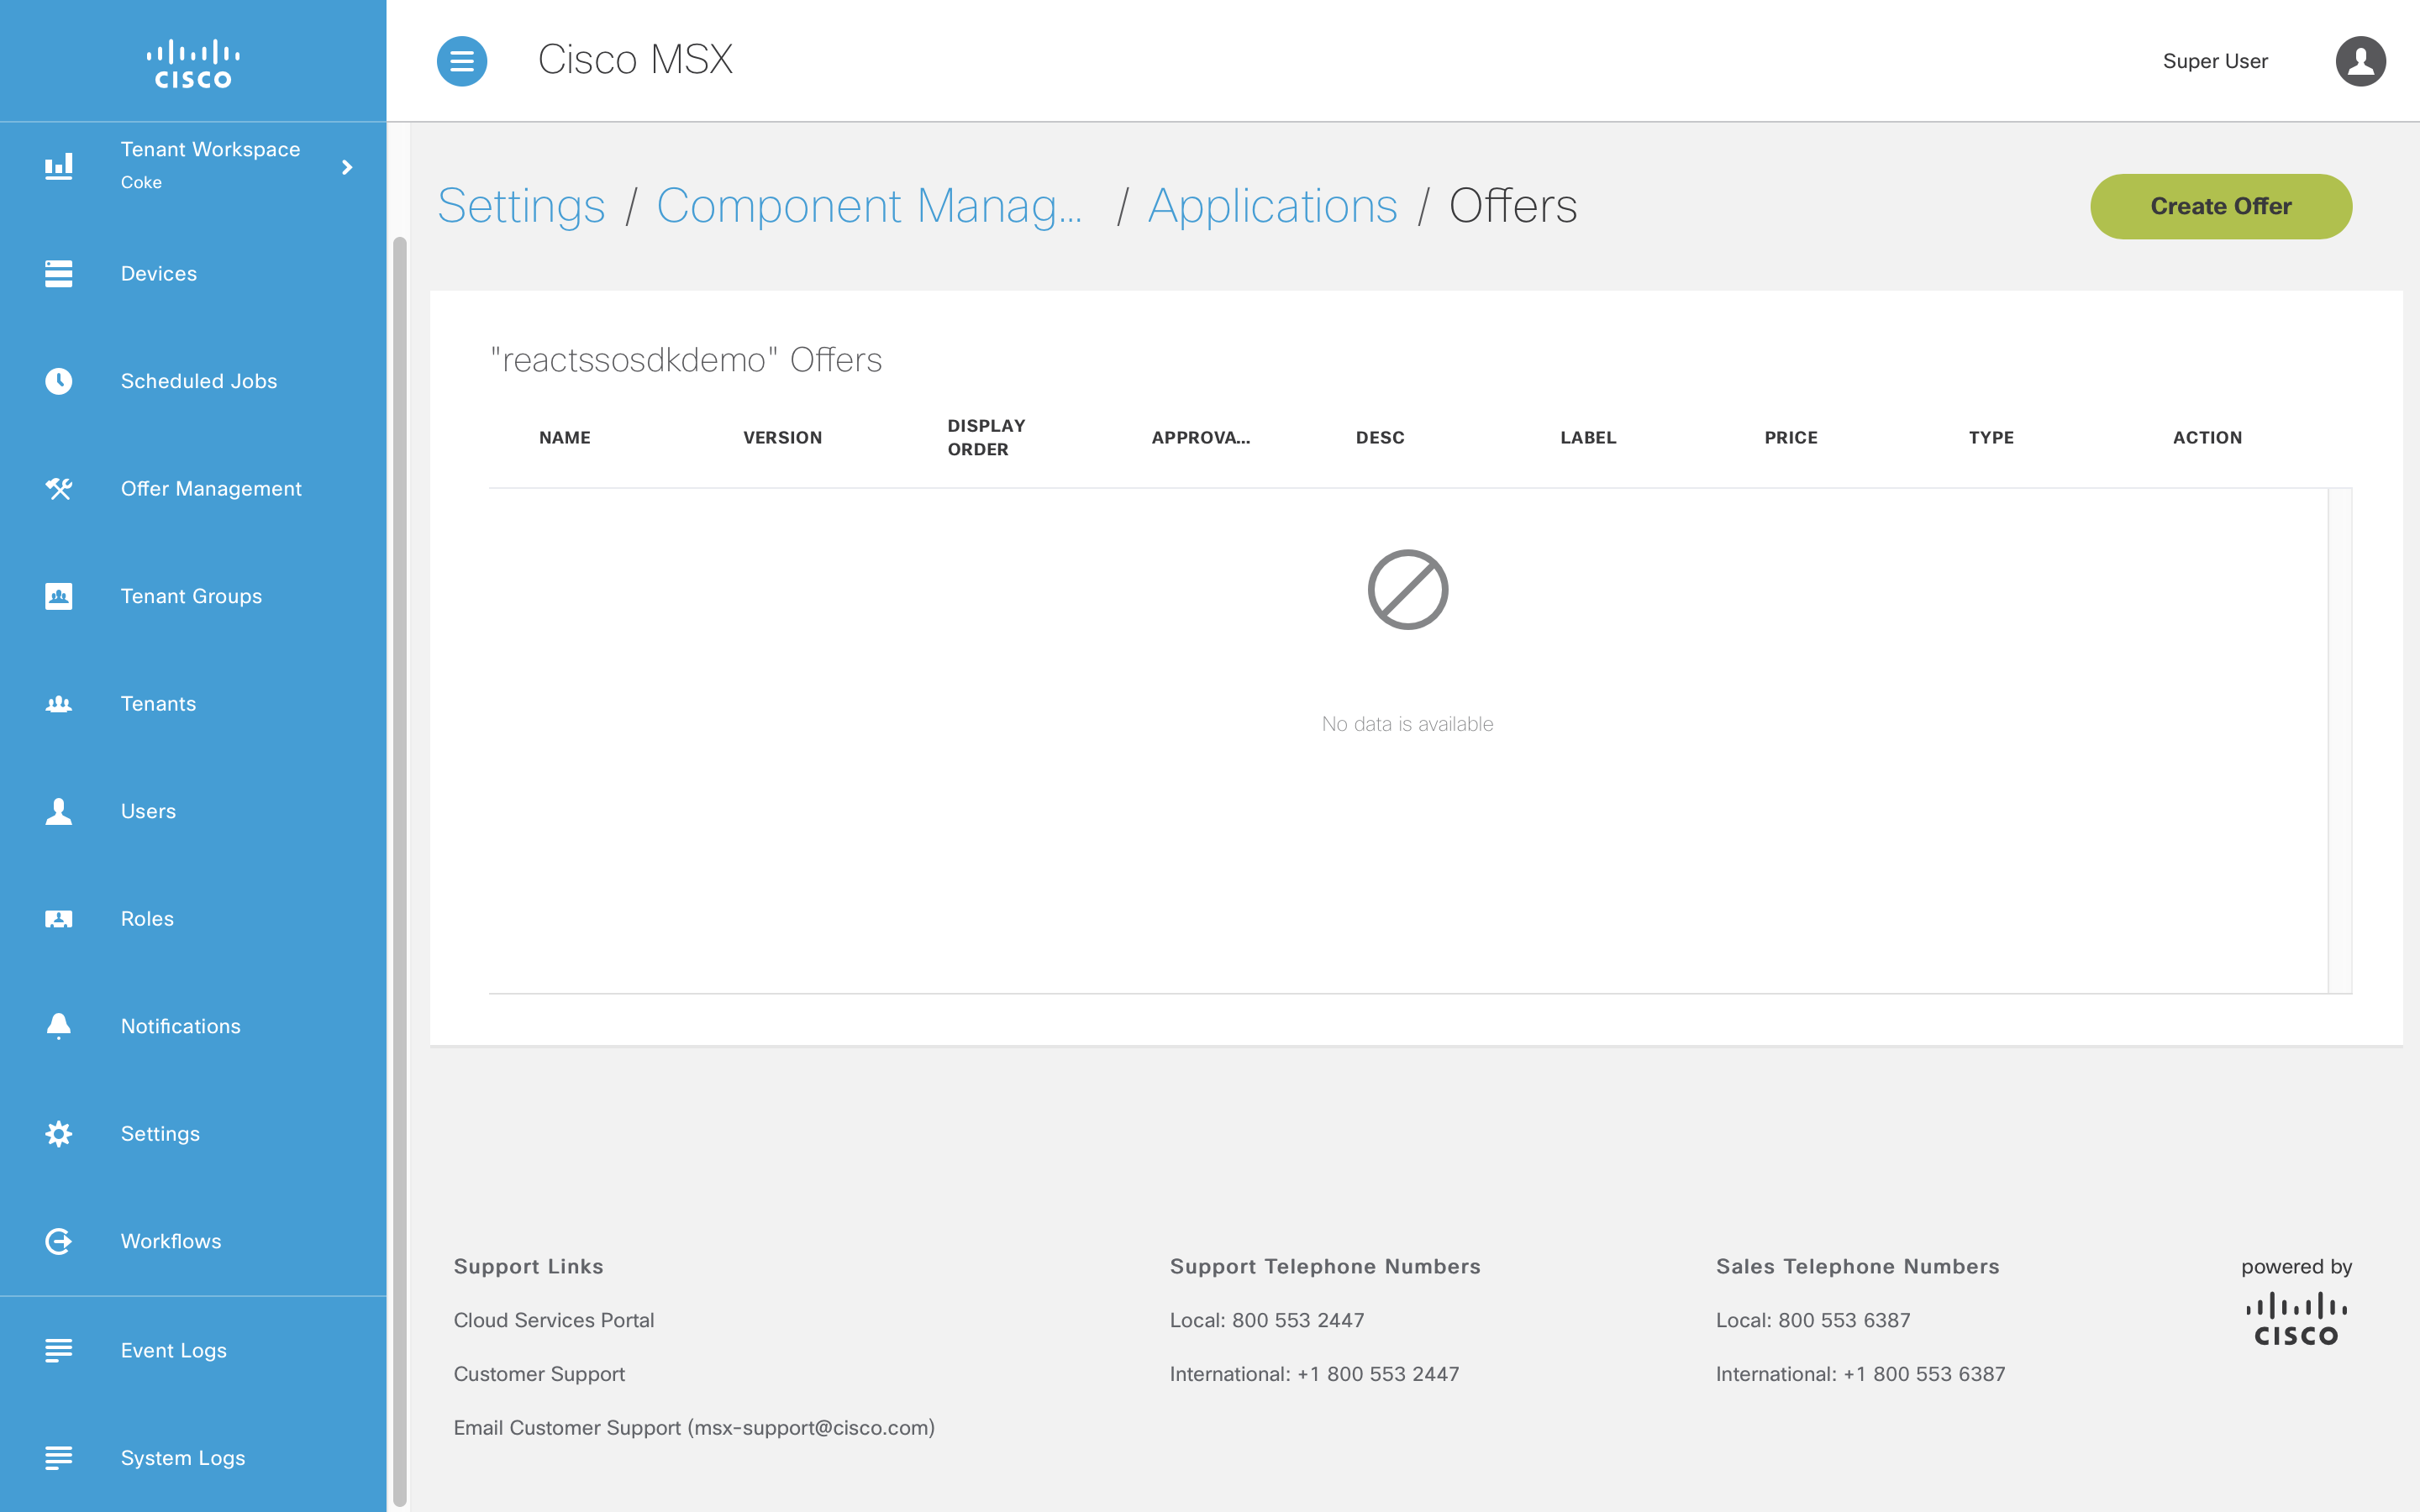 CISCO
Cisco MSX
Super User
Tenant Workspace
Coke
Devices
Scheduled Jobs
Offer Management
Tenant Groups
Tenants
Users
Roles
Notifications
Settings
Workflows
Event Logs
System Logs
Settings / Component Manag... / Applications / Offers
Create Offer
"reactssosdkdemo" Offers
NAME VERSION DISPLAY ORDER APPROVA... DESC LABEL PRICE TYPE ACTION
No data is available
Support Links
Cloud Services Portal
Customer Support
Email Customer Support (msx-support@cisco.com)
Support Telephone Numbers
Local: 800 553 2447
International: +1 800 553 2447
Sales Telephone Numbers
Local: 800 553 6387
International: +1 800 553 6387
powered by
CISCO